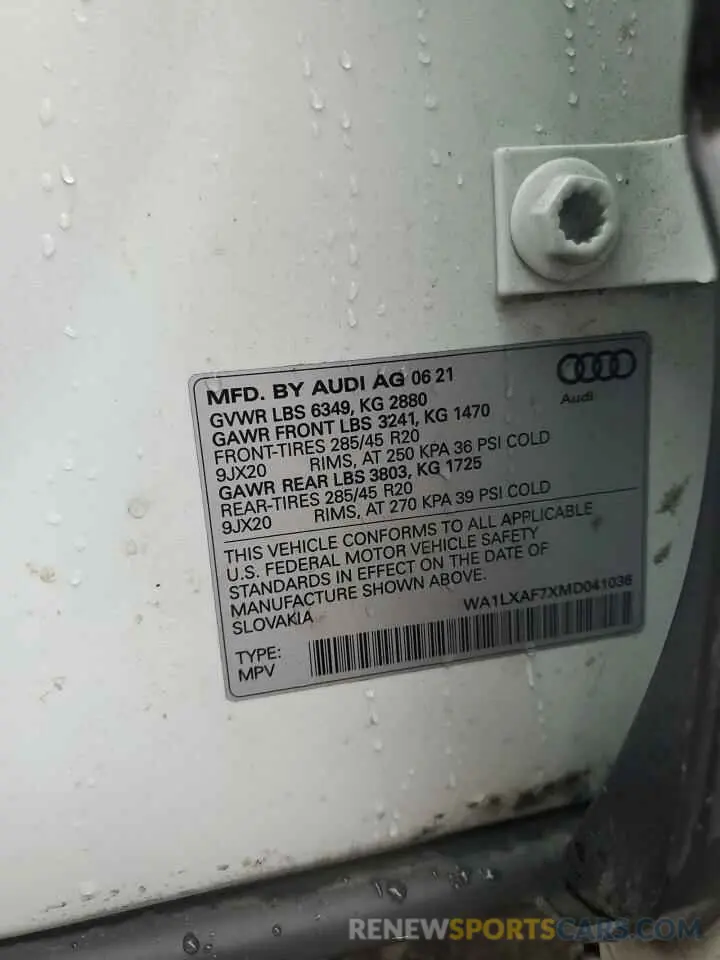 MFD. BY AUDI AG 06 21
GVWR LBS 6349, KG 2880
GAWR FRONT LBS 3241, KG 1470
FRONT-TIRES 285/45 R20
9JX20 RIMS, AT 250 KPA 36 PSI COLD
GAWR REAR LBS 3803, KG 1725
REAR-TIRES 285/45 R20
9JX20 RIMS, AT 270 KPA 39 PSI COLD
Audi
THIS VEHICLE CONFORMS TO ALL APPLICABLE
U.S. FEDERAL MOTOR VEHICLE SAFETY
STANDARDS IN EFFECT ON THE DATE OF
MANUFACTURE SHOWN ABOVE.
SLOVAKIA
WA1LXAF7XMD041036
TYPE:
MPV
RENEWSPORTSCARS.COM